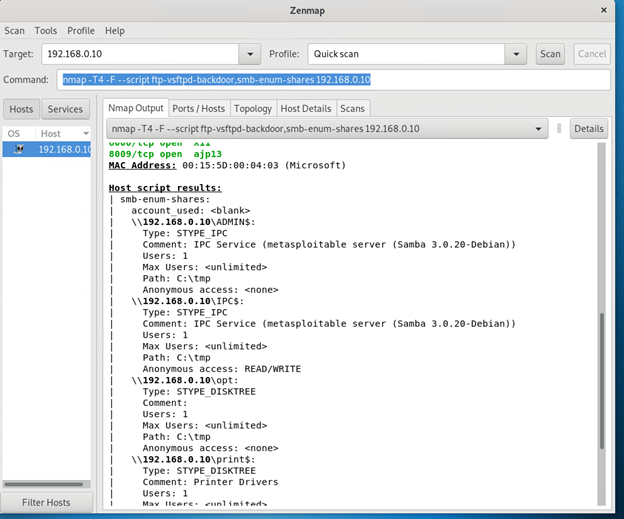 Zenmap
×
Scan Tools Profile Help
Target: 192.168.0.10 Profile: Quick scan Scan Cancel
Command: nmap -T4 -F --script ftp-vsftpd-backdoor,smb-enum-shares 192.168.0.10
Hosts Services
Nmap Output Ports / Hosts Topology Host Details Scans
OS Host
192.168.0.10
nmap -T4 -F --script ftp-vsftpd-backdoor,smb-enum-shares 192.168.0.10 Details
6000/tcp open X11
8009/tcp open ajp13
MAC Address: 00:15:5D:00:04:03 (Microsoft)
Host script results:
| smb-enum-shares:
|   account_used: <blank>
|   \\192.168.0.10\ADMIN$:
|     Type: STYPE_IPC
|     Comment: IPC Service (metasploitable server (Samba 3.0.20-Debian))
|     Users: 1
|     Max Users: <unlimited>
|     Path: C:\tmp
|     Anonymous access: <none>
|   \\192.168.0.10\IPC$:
|     Type: STYPE_IPC
|     Comment: IPC Service (metasploitable server (Samba 3.0.20-Debian))
|     Users: 1
|     Max Users: <unlimited>
|     Path: C:\tmp
|     Anonymous access: READ/WRITE
|   \\192.168.0.10\opt:
|     Type: STYPE_DISKTREE
|     Comment:
|     Users: 1
|     Max Users: <unlimited>
|     Path: C:\tmp
|     Anonymous access: <none>
|   \\192.168.0.10\print$:
|     Type: STYPE_DISKTREE
|     Comment: Printer Drivers
|     Users: 1
|     Max Users: <unlimited>
Filter Hosts